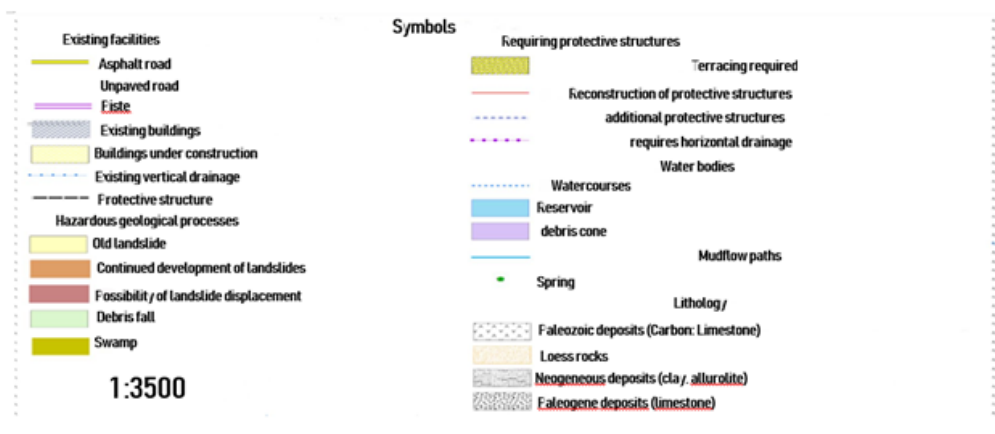 Symbols
Existing facilities
Asphalt road
Unpaved road
Fiste
Existing buildings
Buildings under construction
Existing vertical drainage
Frotective structure
Hazardous geological processes
Old landslide
Continued development of landslides
Fossibility of landslide displacement
Debris fall
Swamp
1:3500
Requiring protective structures
Terracing required
Reconstruction of protective structures
additional protective structures
requires horizontal drainage
Water bodies
Watercourses
Reservoir
debris cone
Mudflow paths
Spring
Lithology
Faleozoic deposits (Carbon: Limestone)
Loess rocks
Neogeneous deposits (clay. allurolite)
Faleogene deposits (limestone)